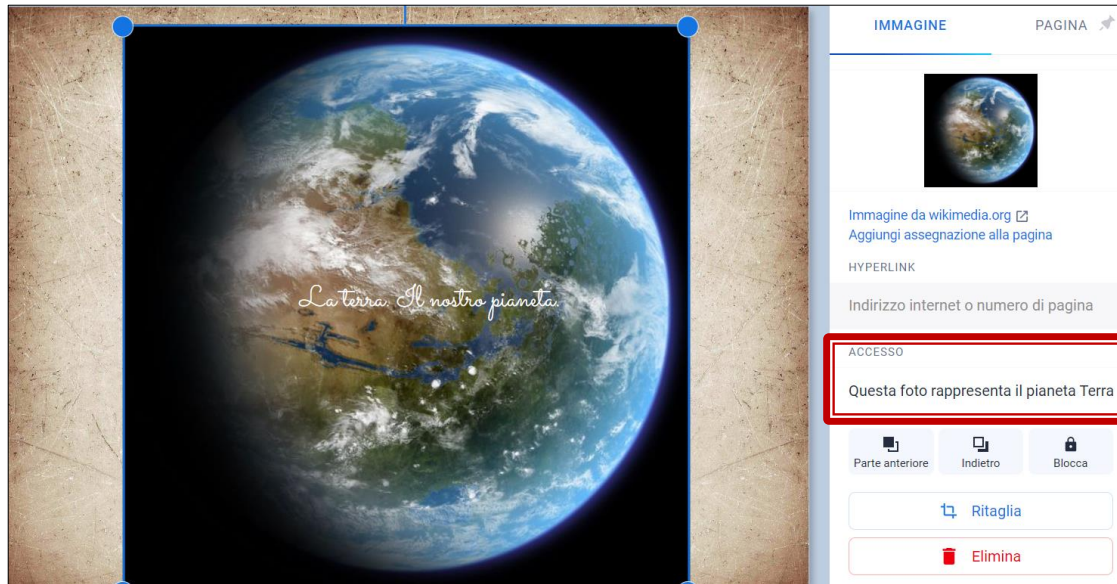 La terra. Il nostro pianeta.
IMMAGINE
PAGINA
Immagine da wikimedia.org
Aggiungi assegnazione alla pagina
HYPERLINK
Indirizzo internet o numero di pagina
ACCESSO
Questa foto rappresenta il pianeta Terra
Parte anteriore
Indietro
Blocca
Ritaglia
Elimina